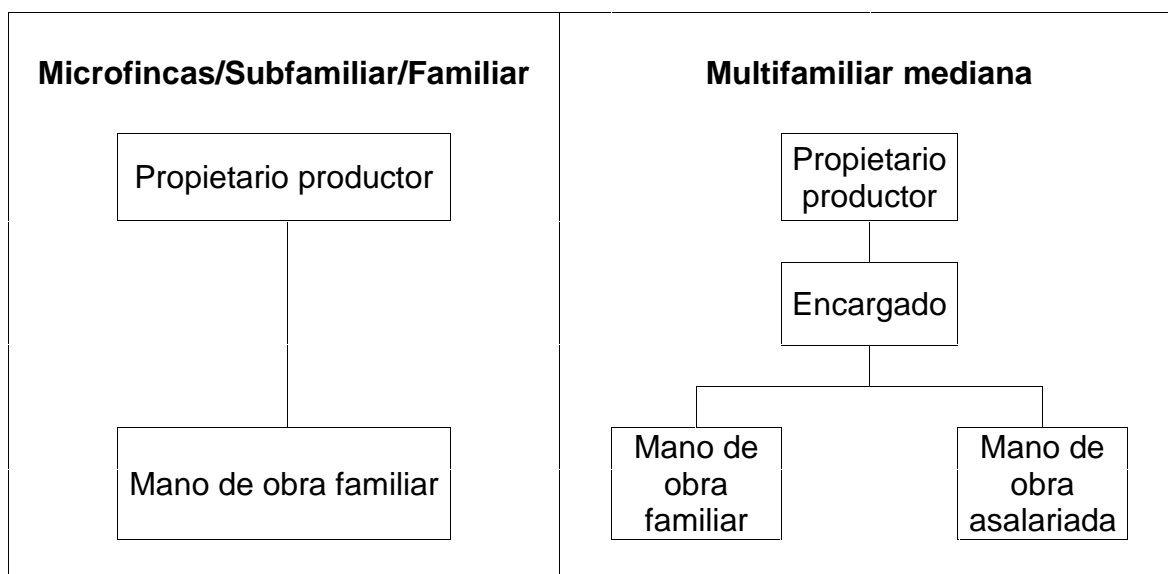 Microfincas/Subfamiliar/Familiar
Propietario productor
Mano de obra familiar
Multifamiliar mediana
Propietario
productor
Encargado
Mano de
obra
familiar
Mano de
obra
asalariada